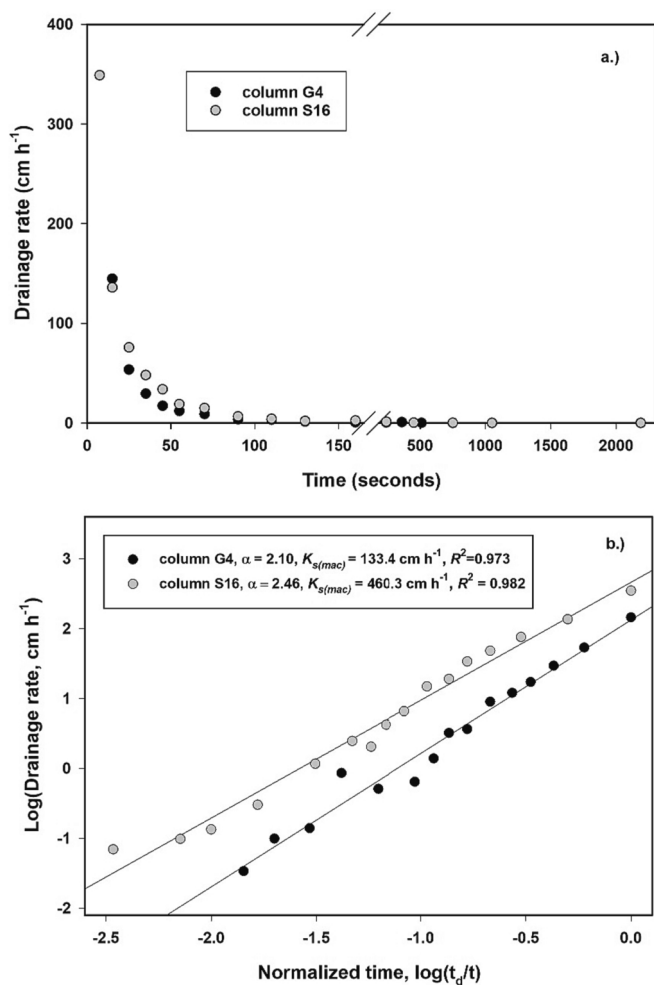 400
300
200
100
0
Drainage rate (cm h⁻¹)
a.)
column G4
column S16
0 50 100 150 500 1000 1500 2000
Time (seconds)
3
2
1
0
-1
-2
Log(Drainage rate, cm h⁻¹)
b.)
column G4, α = 2.10, Ks(mac) = 133.4 cm h⁻¹, R²=0.973
column S16, α = 2.46, Ks(mac) = 460.3 cm h⁻¹, R² = 0.982
-2.5 -2.0 -1.5 -1.0 -0.5 0.0
Normalized time, log(td/t)